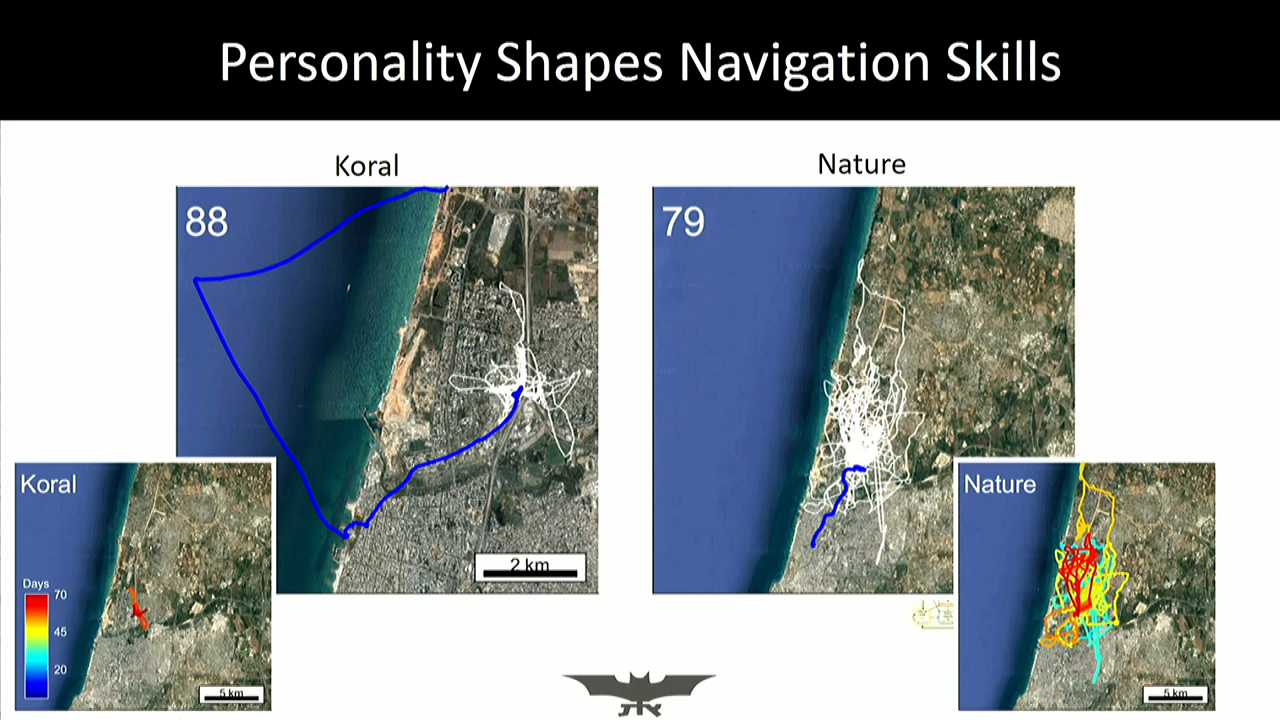 Personality Shapes Navigation Skills
Koral
Nature
88
79
2 km
Koral
Days
70
45
20
5 km
Nature
5 km